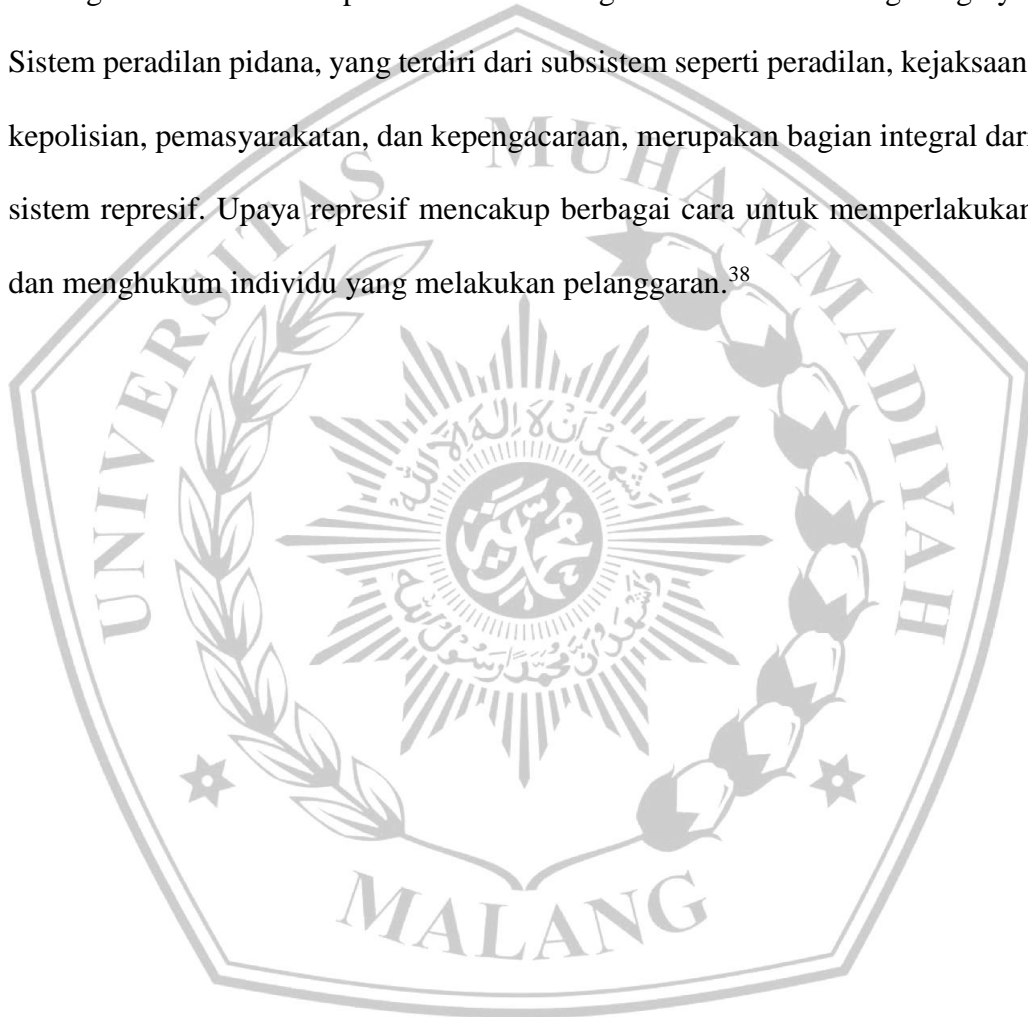 Sistem peradilan pidana, yang terdiri dari subsistem seperti peradilan, kejaksaan
kepolisian, pemasyarakatan, dan kepengacaraan, merupakan bagian integral dari
sistem represif. Upaya represif mencakup berbagai cara untuk memperlakukan
dan menghukum individu yang melakukan pelanggaran.38
UNIVERSITAS MUHAMMADIYAH
MALANG